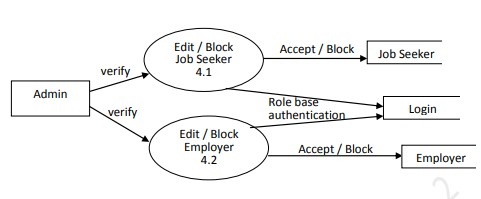 Edit / Block
Job Seeker
4.1
Accept / Block
Job Seeker
verify
Admin
Role base
authentication
Login
verify
Edit / Block
Employer
4.2
Accept / Block
Employer